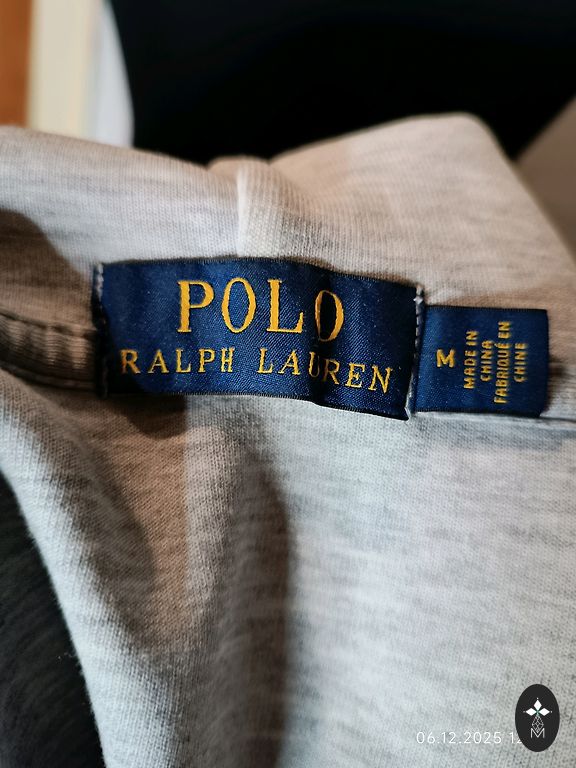 POLO
RALPH LAUREN
M
MADE IN
CHINA
FABRIQUÉ EN
CHINE
06.12.2025